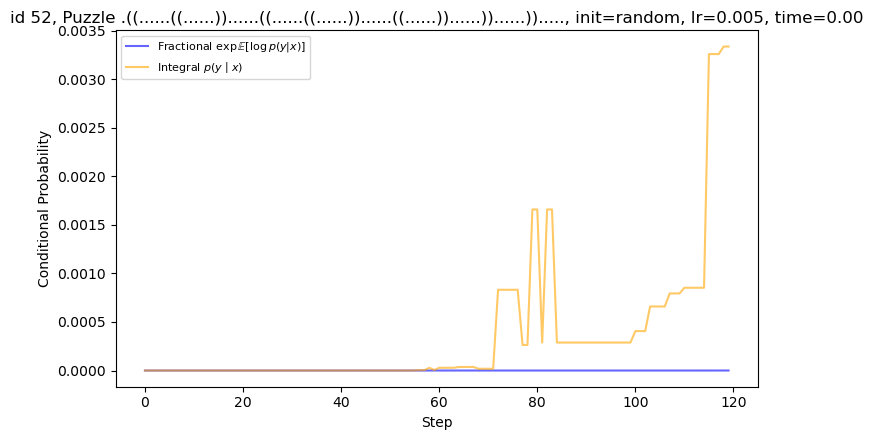 id 52, Puzzle .((......((......))......((......((......))......((......))......))......))....., init=random, lr=0.005, time=0.00
Fractional exp𝔼[log p(y|x)]
Integral p(y | x)
Conditional Probability
0.0035
0.0030
0.0025
0.0020
0.0015
0.0010
0.0005
0.0000
0 20 40 60 80 100 120
Step